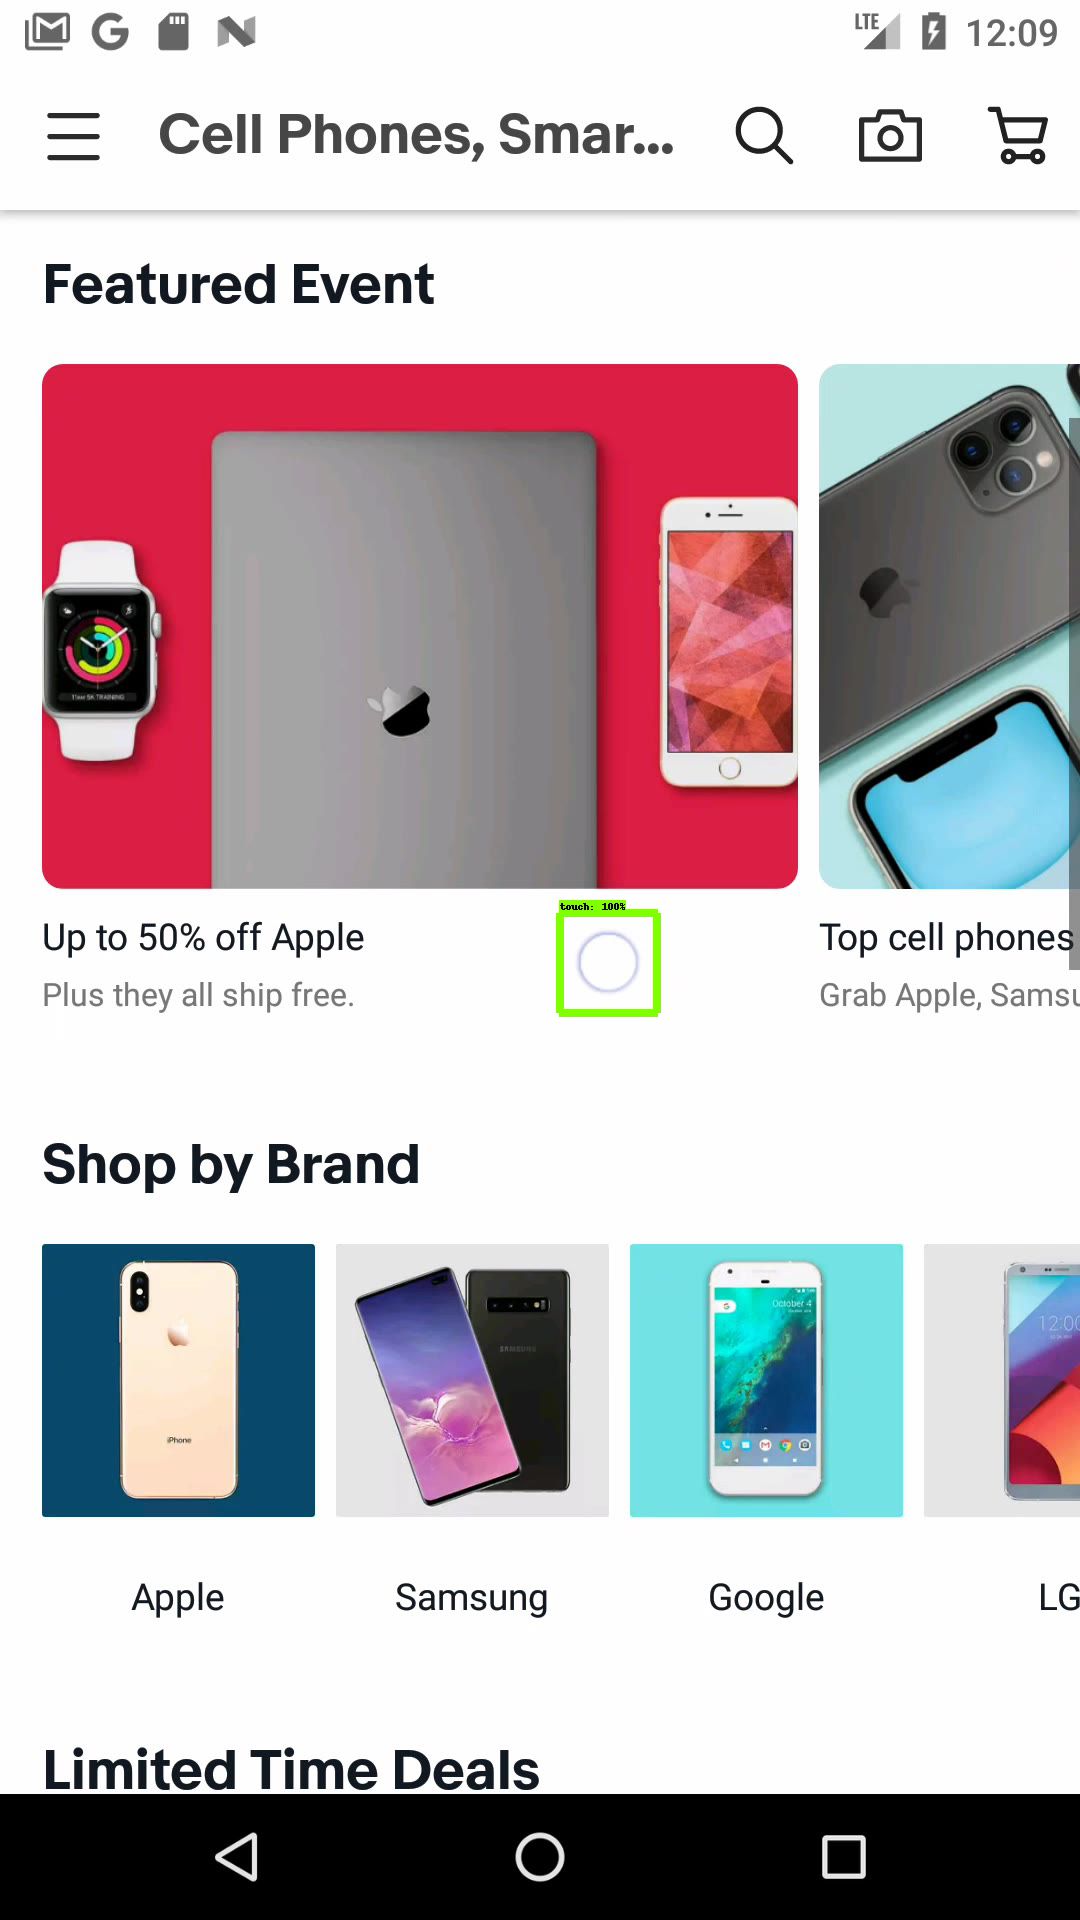 LTE 12:09
Cell Phones, Smar...
Featured Event
touch: 100%
Up to 50% off Apple
Plus they all ship free.
Top cell phones
Grab Apple, Samsu
Shop by Brand
iPhone
SAMSUNG
October 4
12:00
Apple
Samsung
Google
LG
Limited Time Deals